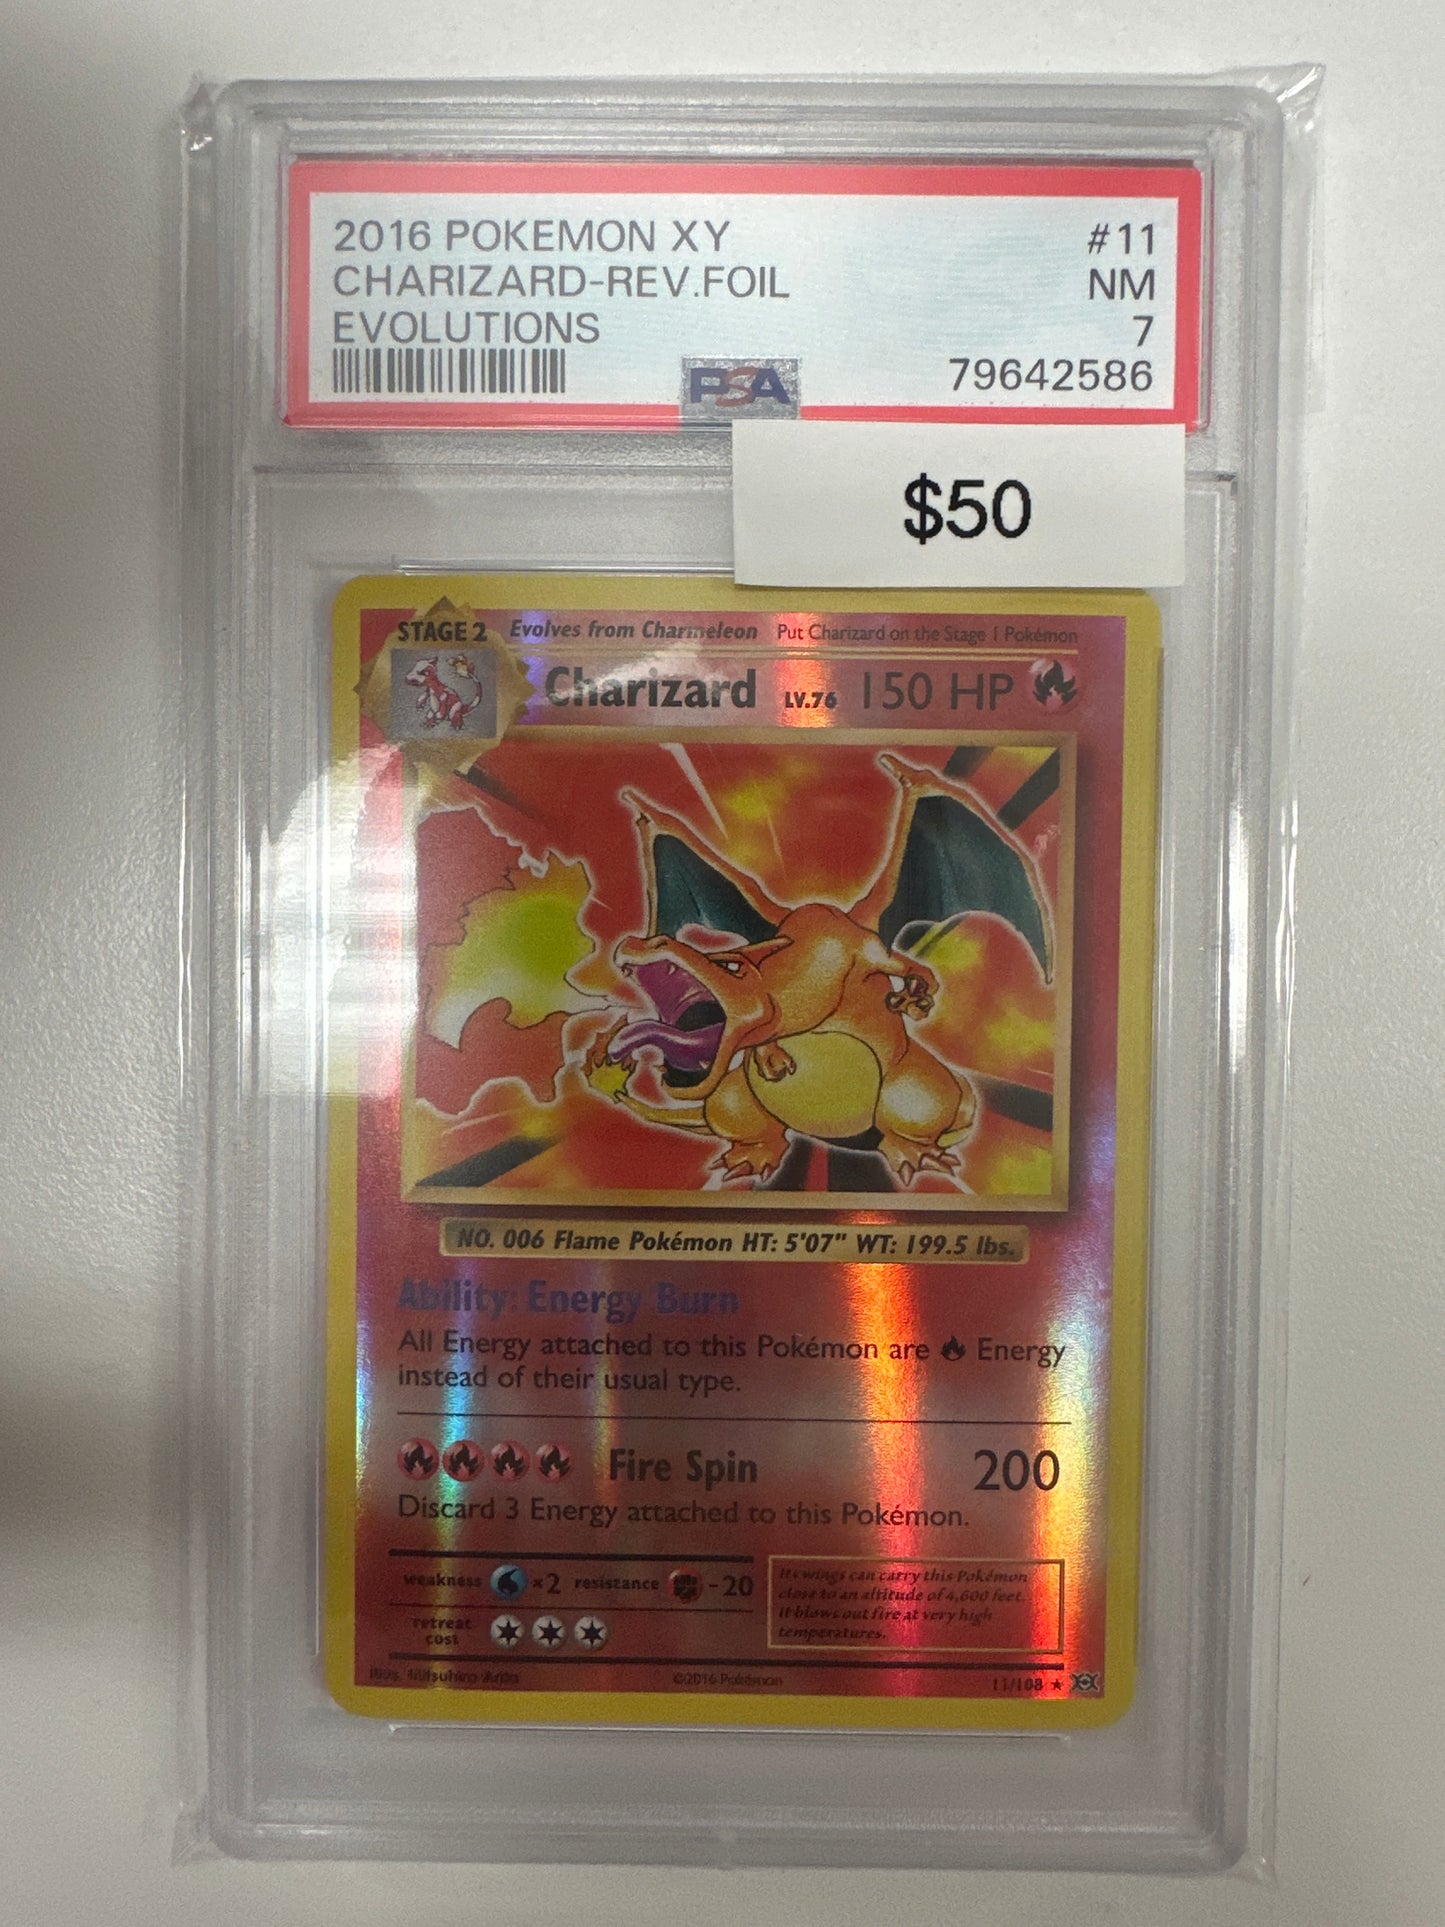 2016 POKEMON XY #11
CHARIZARD-REV.FOIL NM
EVOLUTIONS 7
PSA 79642586
$50
STAGE 2 Evolves from Charmeleon Put Charizard on the Stage 1 Pokémon
Charizard LV.76 150 HP
NO. 006 Flame Pokémon HT: 5'07" WT: 199.5 lbs.
Ability: Energy Burn
All Energy attached to this Pokémon are Energy
instead of their usual type.
Fire Spin 200
Discard 3 Energy attached to this Pokémon.
weakness ×2 resistance -20
retreat
cost
Its wings can carry this Pokémon
close to an altitude of 4,600 feet.
It blows out fire at very high
temperatures.
Illus. Mitsuhiro Arita ©2016 Pokémon 11/108 ★